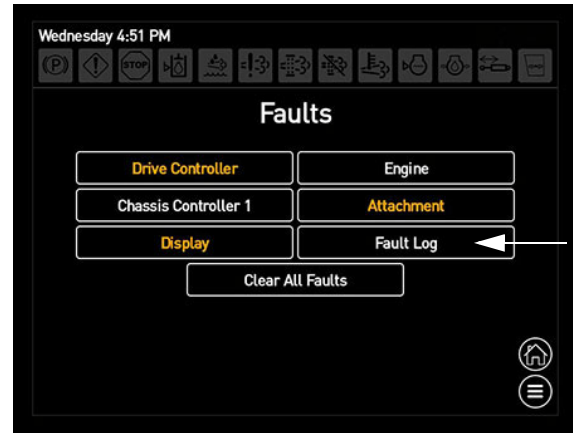 Wednesday 4:51 PM
(P) STOP
Faults
Drive Controller Engine
Chassis Controller 1 Attachment
Display Fault Log
Clear All Faults